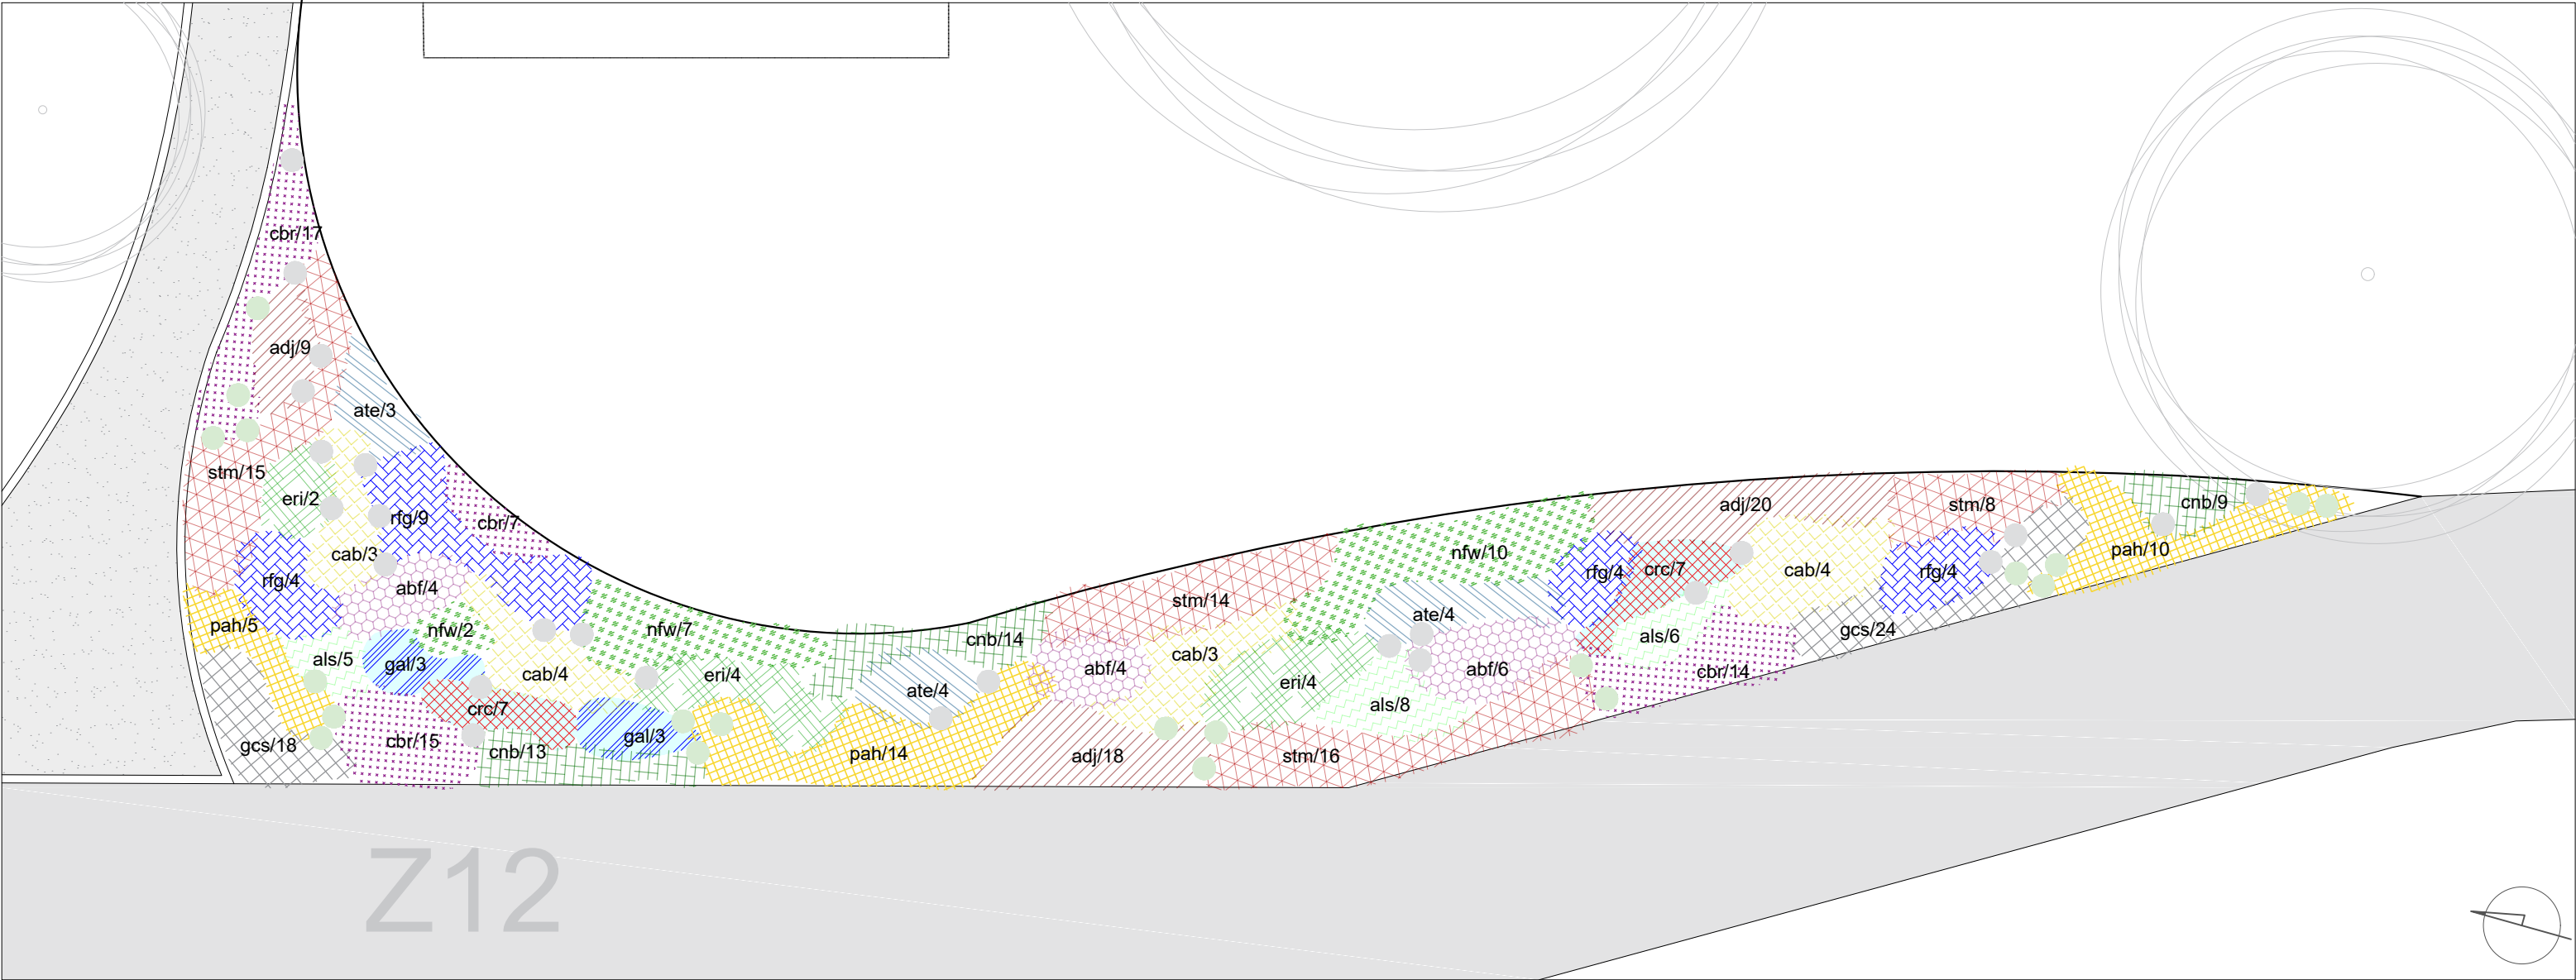 cbr/17
adj/9
ate/3
stm/15
eri/2
rfg/9
cbr/7
cab/3
rfg/4
abf/4
pah/5
nfw/2
nfw/7
als/5
gal/3
cab/4
eri/4
crc/7
gcs/18
cbr/15
cnb/13
gal/3
cnb/14
ate/4
pah/14
stm/14
abf/4
cab/3
adj/18
eri/4
stm/16
nfw/10
ate/4
abf/6
als/8
rfg/4
crc/7
adj/20
als/6
cbr/14
cab/4
stm/8
rfg/4
gcs/24
pah/10
cnb/9
Z12